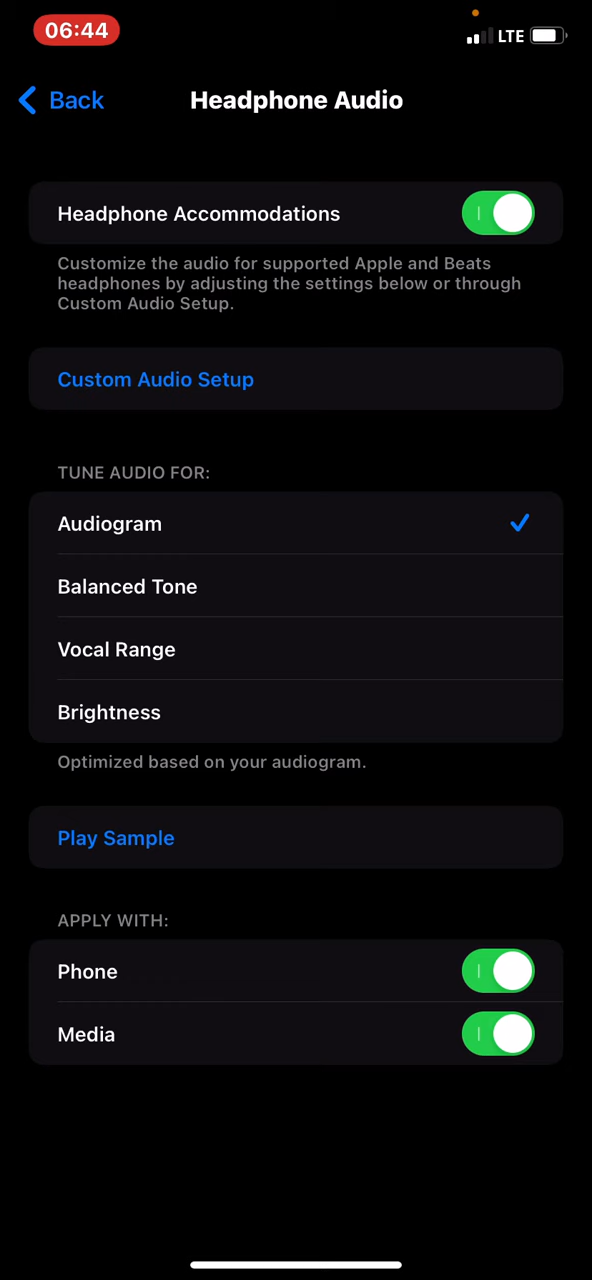 06:44
LTE
Back
Headphone Audio
Headphone Accommodations
Customize the audio for supported Apple and Beats
headphones by adjusting the settings below or through
Custom Audio Setup.
Custom Audio Setup
TUNE AUDIO FOR:
Audiogram
Balanced Tone
Vocal Range
Brightness
Optimized based on your audiogram.
Play Sample
APPLY WITH:
Phone
Media